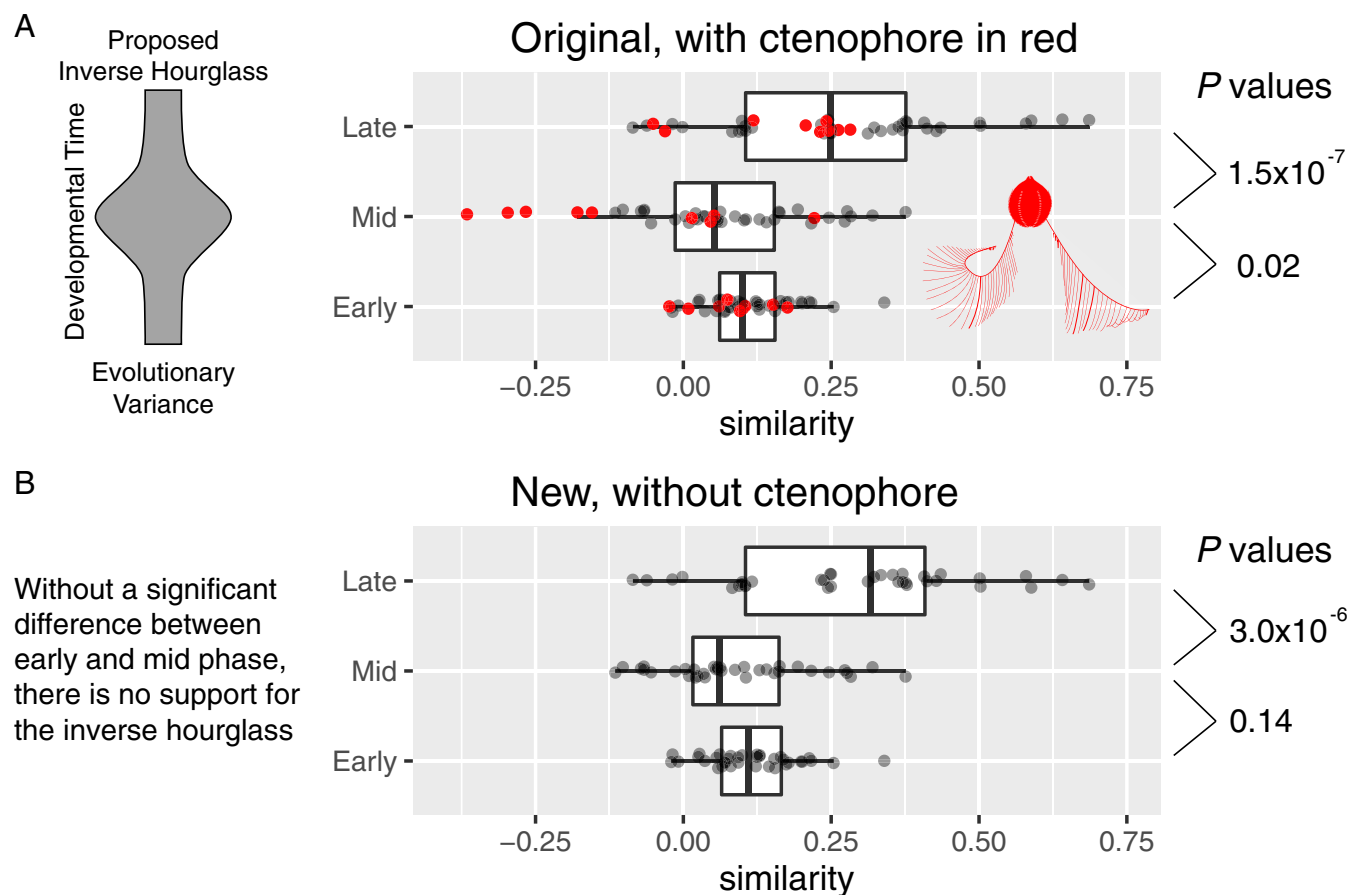 A
Proposed
Inverse Hourglass
Developmental Time
Evolutionary
Variance
Original, with ctenophore in red
Late
Mid
Early
−0.25 0.00 0.25 0.50 0.75
similarity
P values
1.5x10⁻⁷
0.02
B
Without a significant
difference between
early and mid phase,
there is no support for
the inverse hourglass
New, without ctenophore
Late
Mid
Early
−0.25 0.00 0.25 0.50 0.75
similarity
P values
3.0x10⁻⁶
0.14